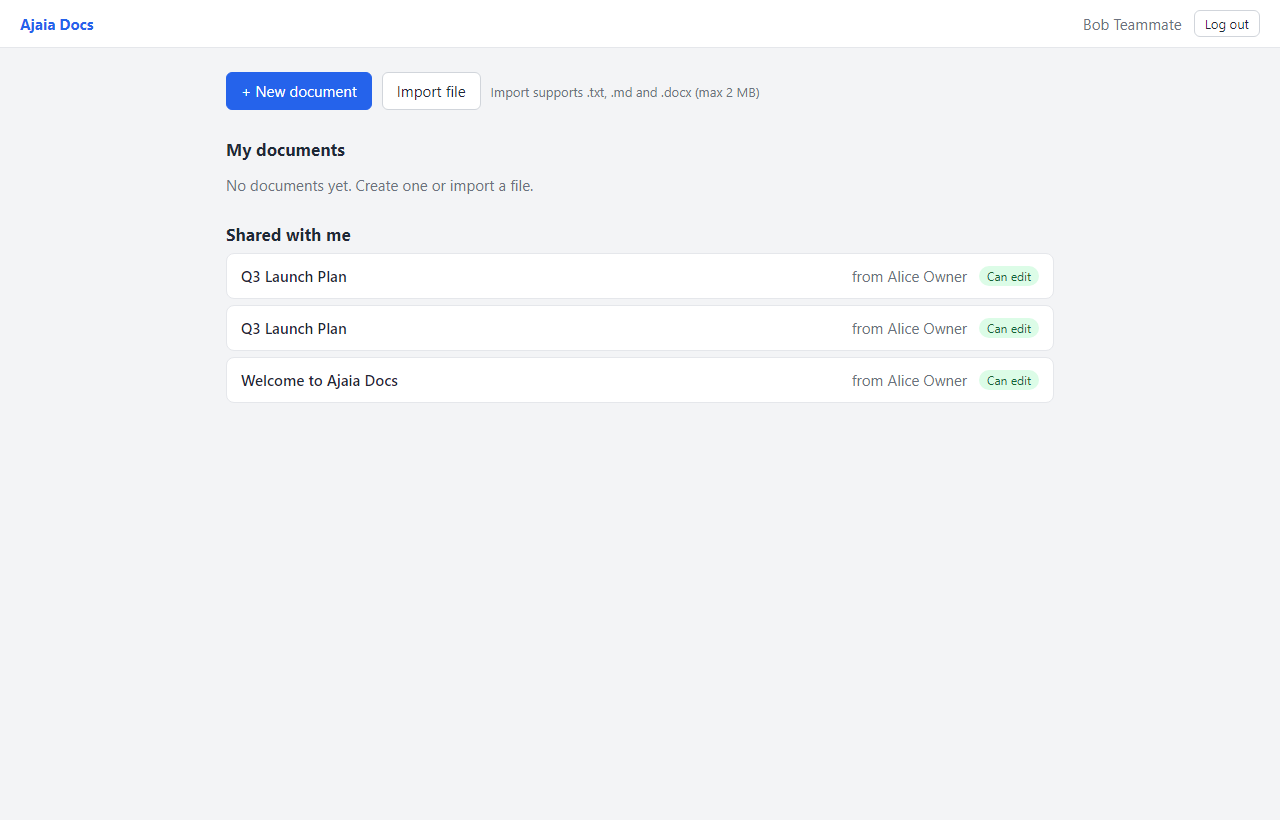 Ajaia Docs
Bob Teammate
Log out
+ New document
Import file
Import supports .txt, .md and .docx (max 2 MB)
My documents
No documents yet. Create one or import a file.
Shared with me
Q3 Launch Plan from Alice Owner Can edit
Q3 Launch Plan from Alice Owner Can edit
Welcome to Ajaia Docs from Alice Owner Can edit